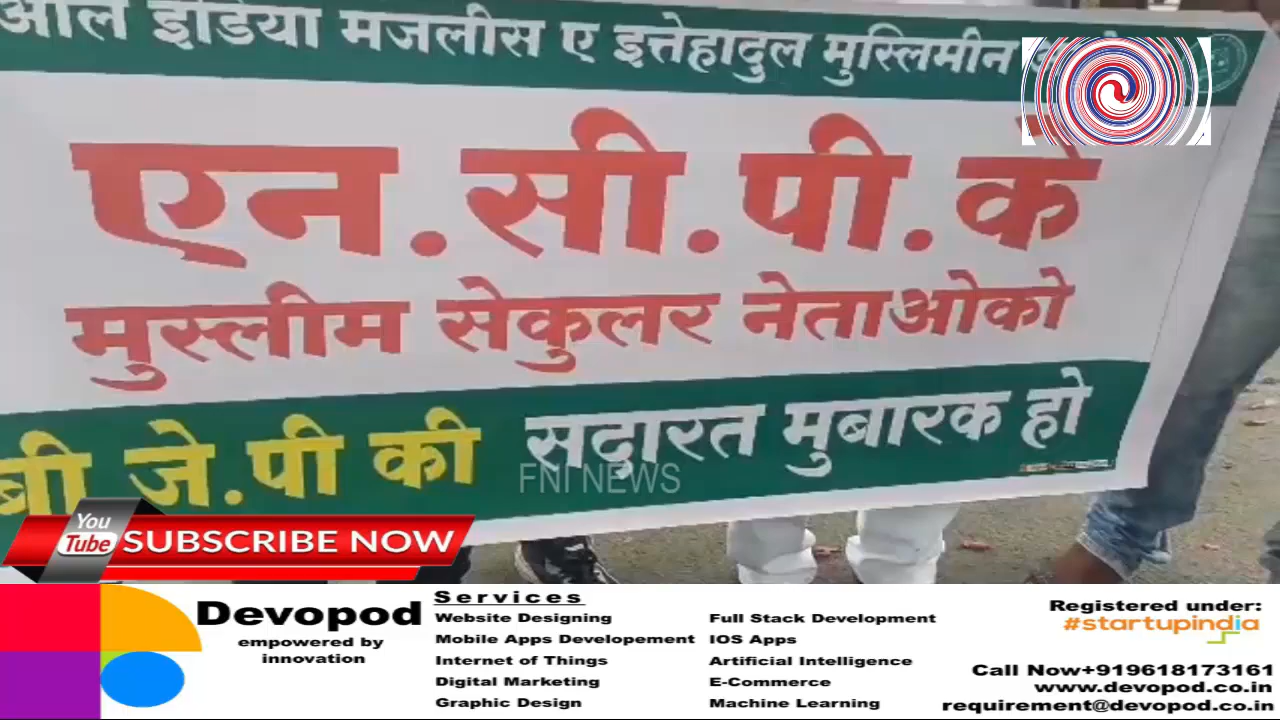 ऑल इंडिया मजलीस ए इत्तेहादुल मुस्लिमीन
एन.सी.पी.के
मुस्लीम सेकुलर नेताओको
बी जे.पी की सदारत मुबारक हो
FNI NEWS
You
Tube
SUBSCRIBE NOW
Devopod
empowered by
innovation
Services
Website Designing
Mobile Apps Developement
Internet of Things
Digital Marketing
Graphic Design
Full Stack Development
IOS Apps
Artificial Intelligence
E-Commerce
Machine Learning
Registered under:
#startupindia
Call Now+919618173161
www.devopod.co.in
requirement@devopod.co.in